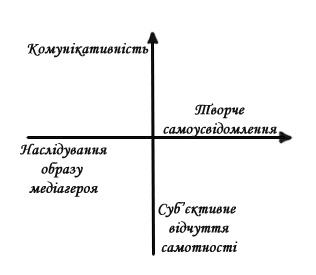 Комунікативність
Творче
самоусвідомлення
Наслідування
образу
медіагероя
Суб'єктивне
відчуття
самотності